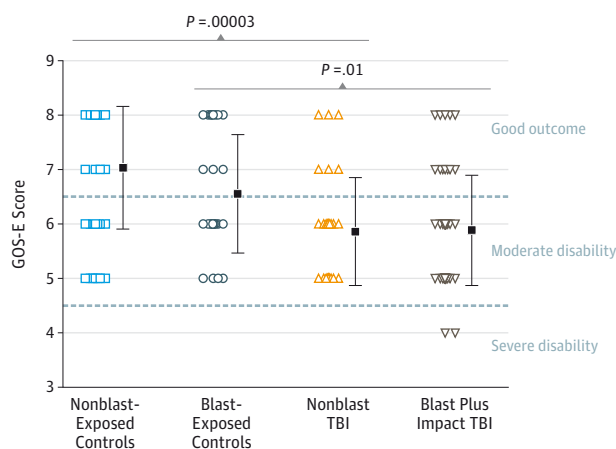 P =.00003
P =.01
9
8
7
6
5
4
3
GOS-E Score
Good outcome
Moderate disability
Severe disability
Nonblast-
Exposed
Controls
Blast-
Exposed
Controls
Nonblast
TBI
Blast Plus
Impact TBI